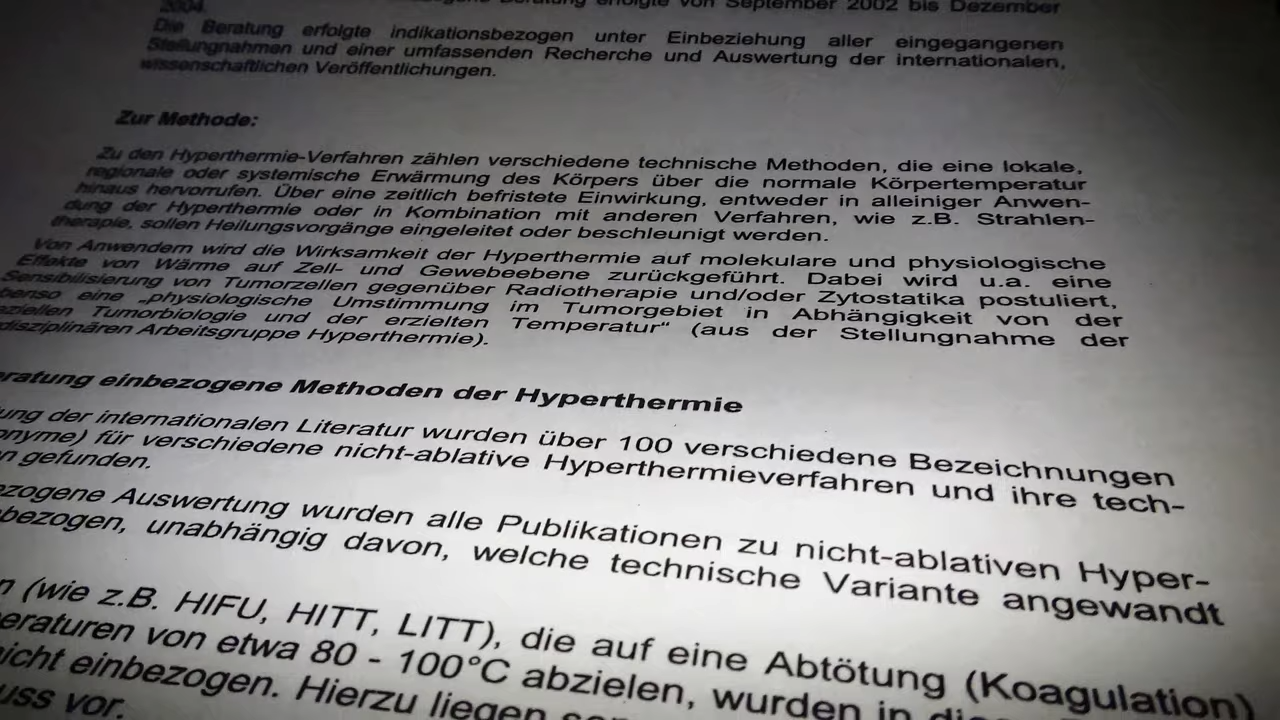 Beratung erfolgte von September 2002 bis Dezember
2004.
Die Beratung erfolgte indikationsbezogen unter Einbeziehung aller eingegangenen
Stellungnahmen und einer umfassenden Recherche und Auswertung der internationalen,
wissenschaftlichen Veröffentlichungen.
Zur Methode:
Zu den Hyperthermie-Verfahren zählen verschiedene technische Methoden, die eine lokale,
regionale oder systemische Erwärmung des Körpers über die normale Körpertemperatur
hinaus hervorrufen. Über eine zeitlich befristete Einwirkung, entweder in alleiniger Anwen-
dung der Hyperthermie oder in Kombination mit anderen Verfahren, wie z.B. Strahlen-
therapie, sollen Heilungsvorgänge eingeleitet oder beschleunigt werden.
Von Anwendern wird die Wirksamkeit der Hyperthermie auf molekulare und physiologische
Effekte von Wärme auf Zell- und Gewebeebene zurückgeführt. Dabei wird u.a. eine
Sensibilisierung von Tumorzellen gegenüber Radiotherapie und/oder Zytostatika postuliert,
benso eine „physiologische Umstimmung im Tumorgebiet in Abhängigkeit von der
eziellen Tumorbiologie und der erzielten Temperatur“ (aus der Stellungnahme der
disziplinären Arbeitsgruppe Hyperthermie).
eratung einbezogene Methoden der Hyperthermie
ung der internationalen Literatur wurden über 100 verschiedene Bezeichnungen
onyme) für verschiedene nicht-ablative Hyperthermieverfahren und ihre tech-
n gefunden.
ezogene Auswertung wurden alle Publikationen zu nicht-ablativen Hyper-
nbezogen, unabhängig davon, welche technische Variante angewandt
n (wie z.B. HIFU, HITT, LITT), die auf eine Abtötung (Koagulation)
eraturen von etwa 80 - 100°C abzielen, wurden in
nicht einbezogen. Hierzu liegen
uss vor.